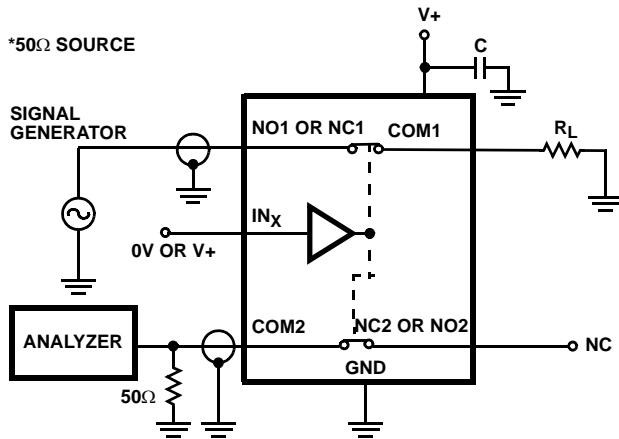 V+
*50Ω SOURCE
C
SIGNAL
GENERATOR
NO1 OR NC1
COM1
RL
INX
0V OR V+
COM2
NC2 OR NO2
ANALYZER
NC
GND
50Ω